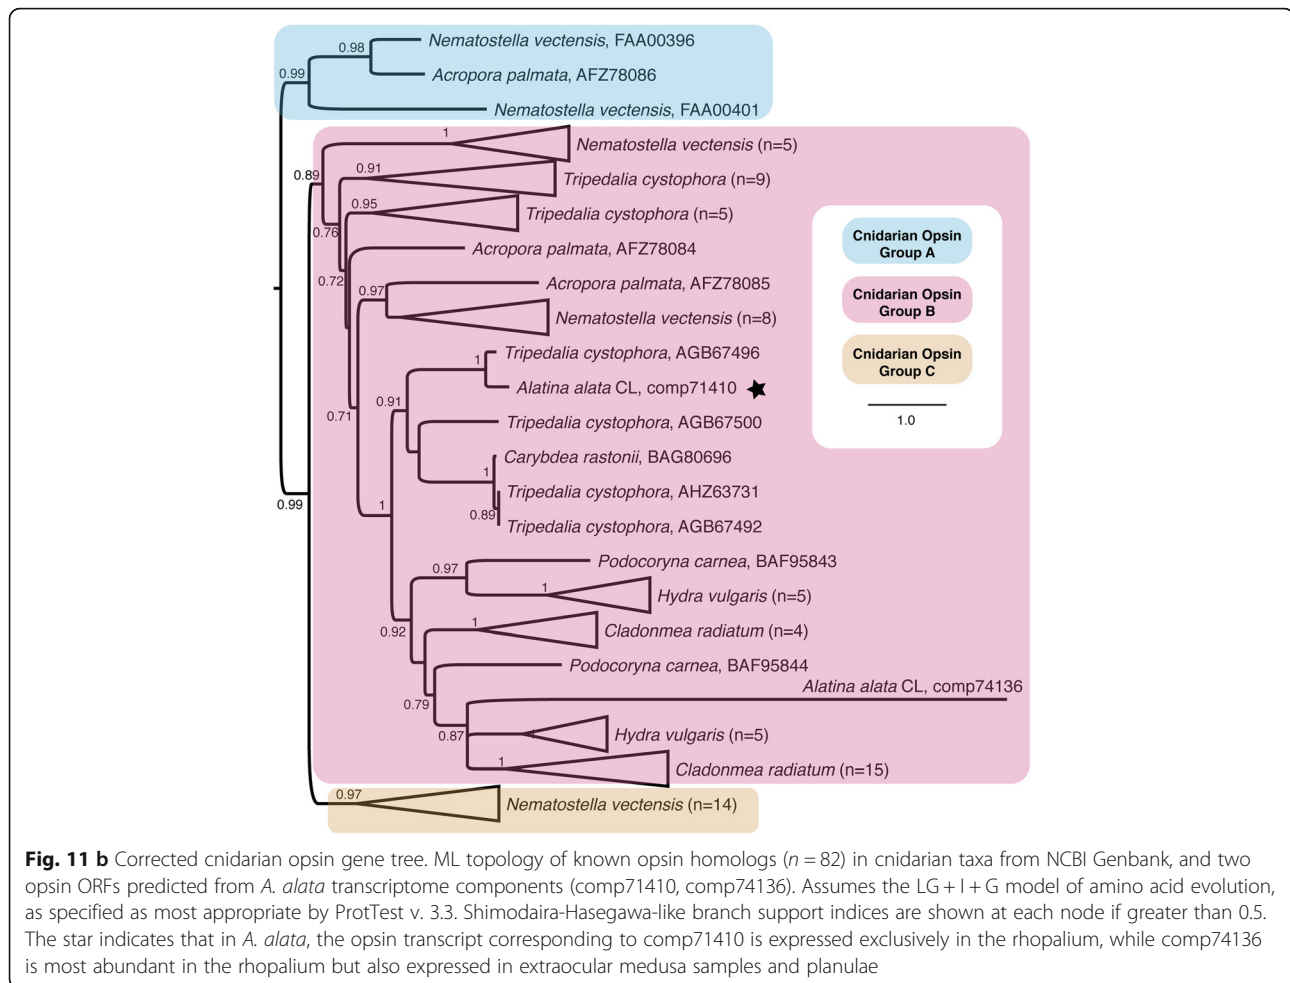 0.98
Nematostella vectensis, FAA00396
0.99
Acropora palmata, AFZ78086
Nematostella vectensis, FAA00401
1
Nematostella vectensis (n=5)
0.89
0.91
Tripedalia cystophora (n=9)
0.76
0.95
Tripedalia cystophora (n=5)
Acropora palmata, AFZ78084
0.72
0.97
Acropora palmata, AFZ78085
Nematostella vectensis (n=8)
1
Tripedalia cystophora, AGB67496
Alatina alata CL, comp71410
0.91
0.71
Tripedalia cystophora, AGB67500
Carybdea rastonii, BAG80696
1
Tripedalia cystophora, AHZ63731
0.89
Tripedalia cystophora, AGB67492
0.99
1
Podocoryna carnea, BAF95843
0.97
1
Hydra vulgaris (n=5)
0.92
1
Cladonmea radiatum (n=4)
Podocoryna carnea, BAF95844
Alatina alata CL, comp74136
0.79
0.87
1
Hydra vulgaris (n=5)
1
Cladonmea radiatum (n=15)
0.97
Nematostella vectensis (n=14)
Cnidarian Opsin
Group A
Cnidarian Opsin
Group B
Cnidarian Opsin
Group C
1.0
Fig. 11 b Corrected cnidarian opsin gene tree. ML topology of known opsin homologs (n = 82) in cnidarian taxa from NCBI Genbank, and two
opsin ORFs predicted from A. alata transcriptome components (comp71410, comp74136). Assumes the LG + I + G model of amino acid evolution,
as specified as most appropriate by ProtTest v. 3.3. Shimodaira-Hasegawa-like branch support indices are shown at each node if greater than 0.5.
The star indicates that in A. alata, the opsin transcript corresponding to comp71410 is expressed exclusively in the rhopalium, while comp74136
is most abundant in the rhopalium but also expressed in extraocular medusa samples and planulae